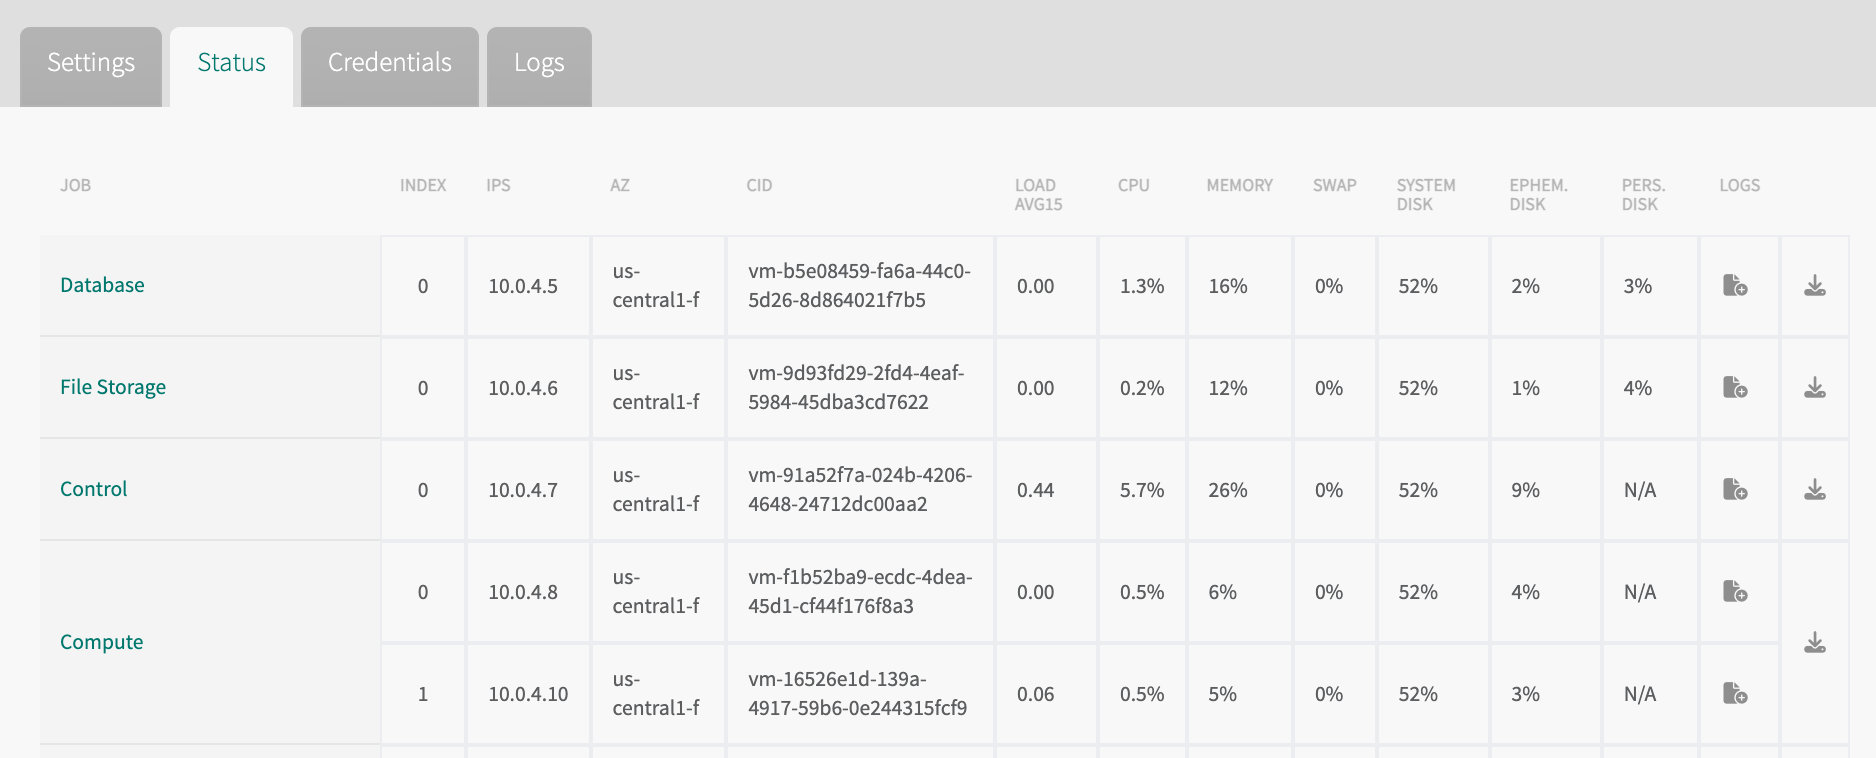 Settings Status Credentials Logs
JOB INDEX IPS AZ CID LOAD AVG15 CPU MEMORY SWAP SYSTEM DISK EPHEM. DISK PERS. DISK LOGS
Database 0 10.0.4.5 us-central1-f vm-b5e08459-fa6a-44c0-5d26-8d864021f7b5 0.00 1.3% 16% 0% 52% 2% 3%
File Storage 0 10.0.4.6 us-central1-f vm-9d93fd29-2fd4-4eaf-5984-45dba3cd7622 0.00 0.2% 12% 0% 52% 1% 4%
Control 0 10.0.4.7 us-central1-f vm-91a52f7a-024b-4206-4648-24712dc00aa2 0.44 5.7% 26% 0% 52% 9% N/A
Compute 0 10.0.4.8 us-central1-f vm-f1b52ba9-ecdc-4dea-45d1-cf44f176f8a3 0.00 0.5% 6% 0% 52% 4% N/A
1 10.0.4.10 us-central1-f vm-16526e1d-139a-4917-59b6-0e244315fcf9 0.06 0.5% 5% 0% 52% 3% N/A